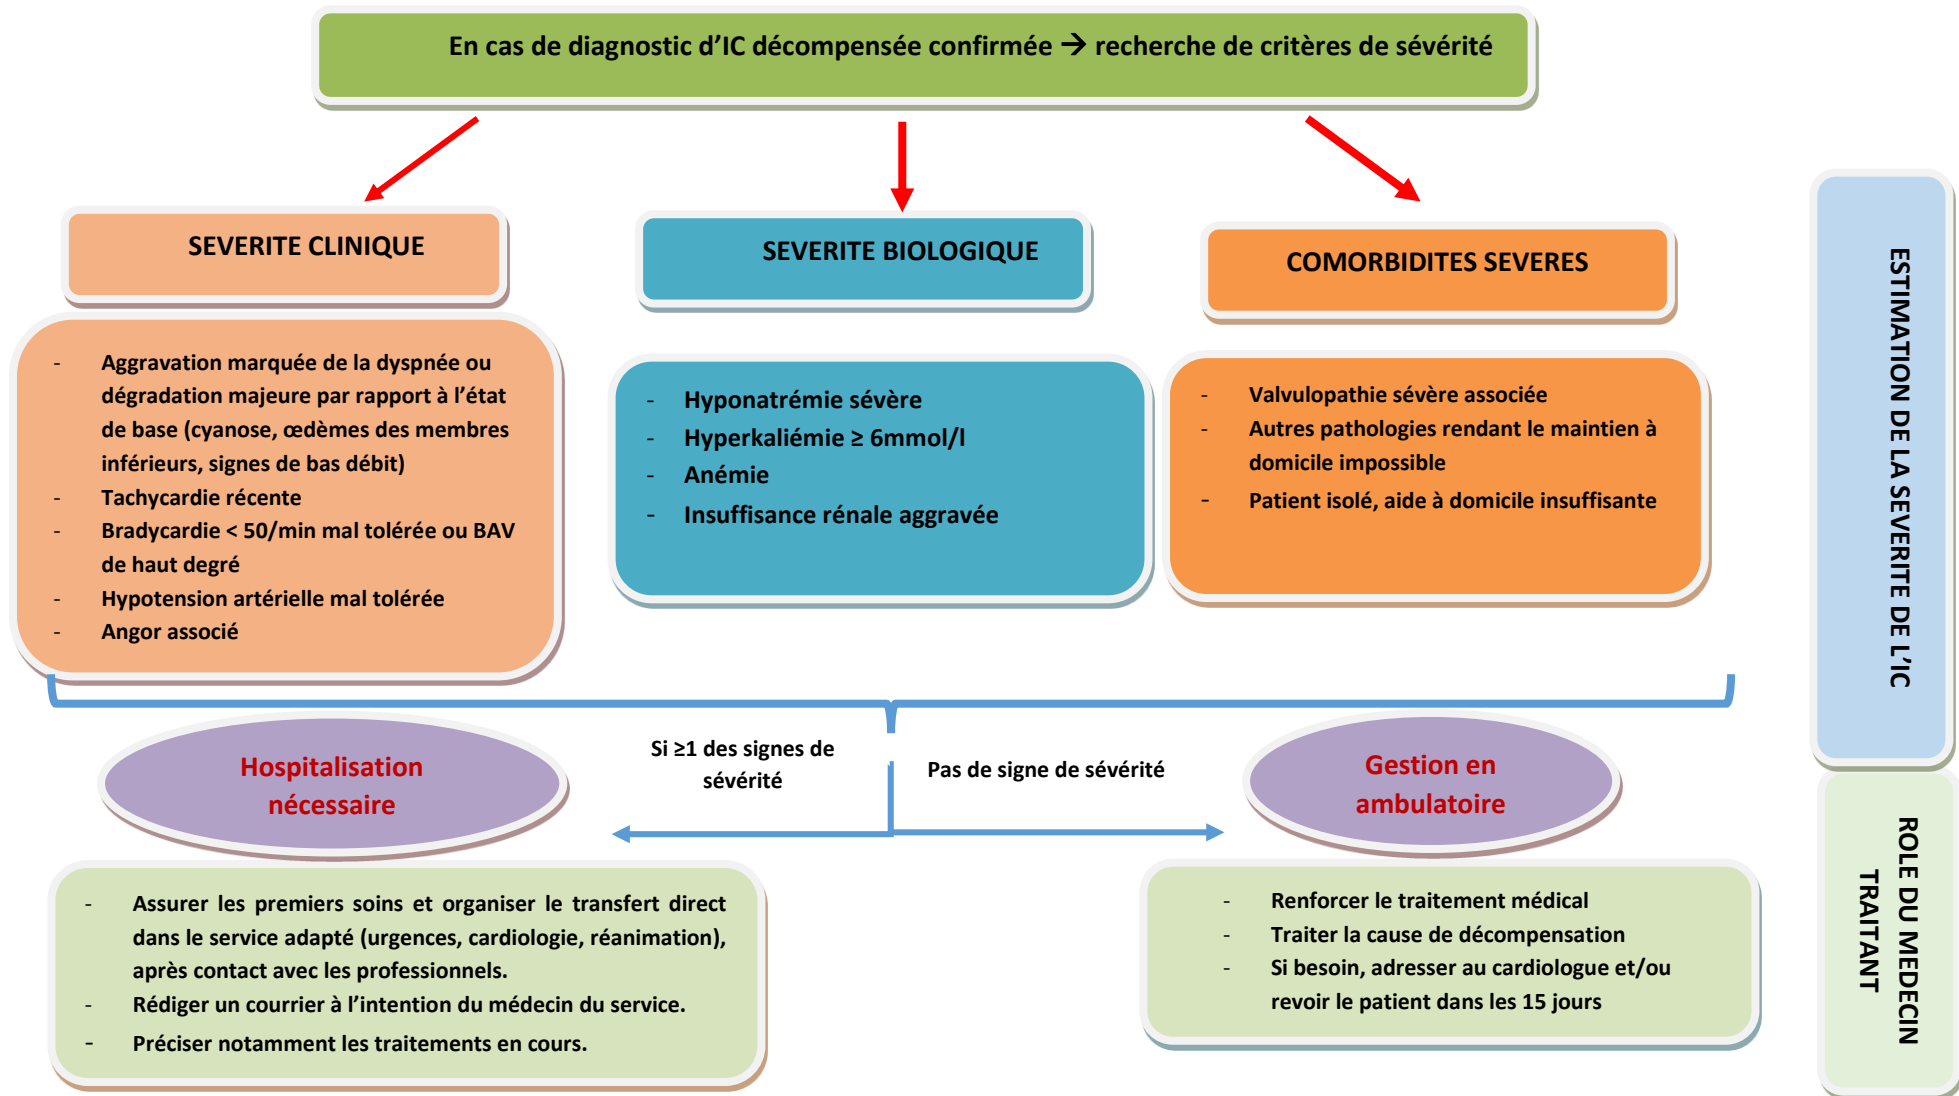 En cas de diagnostic d’IC décompensée confirmée → recherche de critères de sévérité
SEVERITE CLINIQUE
- Aggravation marquée de la dyspnée ou
dégradation majeure par rapport à l’état
de base (cyanose, œdèmes des membres
inférieurs, signes de bas débit)
- Tachycardie récente
- Bradycardie < 50/min mal tolérée ou BAV
de haut degré
- Hypotension artérielle mal tolérée
- Angor associé
SEVERITE BIOLOGIQUE
- Hyponatrémie sévère
- Hyperkaliémie ≥ 6mmol/l
- Anémie
- Insuffisance rénale aggravée
COMORBIDITES SEVERES
- Valvulopathie sévère associée
- Autres pathologies rendant le maintien à
domicile impossible
- Patient isolé, aide à domicile insuffisante
ESTIMATION DE LA SEVERITE DE L’IC
Hospitalisation
nécessaire
Si ≥1 des signes de
sévérité
Pas de signe de sévérité
Gestion en
ambulatoire
- Assurer les premiers soins et organiser le transfert direct
dans le service adapté (urgences, cardiologie, réanimation),
après contact avec les professionnels.
- Rédiger un courrier à l’intention du médecin du service.
- Préciser notamment les traitements en cours.
- Renforcer le traitement médical
- Traiter la cause de décompensation
- Si besoin, adresser au cardiologue et/ou
revoir le patient dans les 15 jours
ROLE DU MEDECIN
TRAITANT